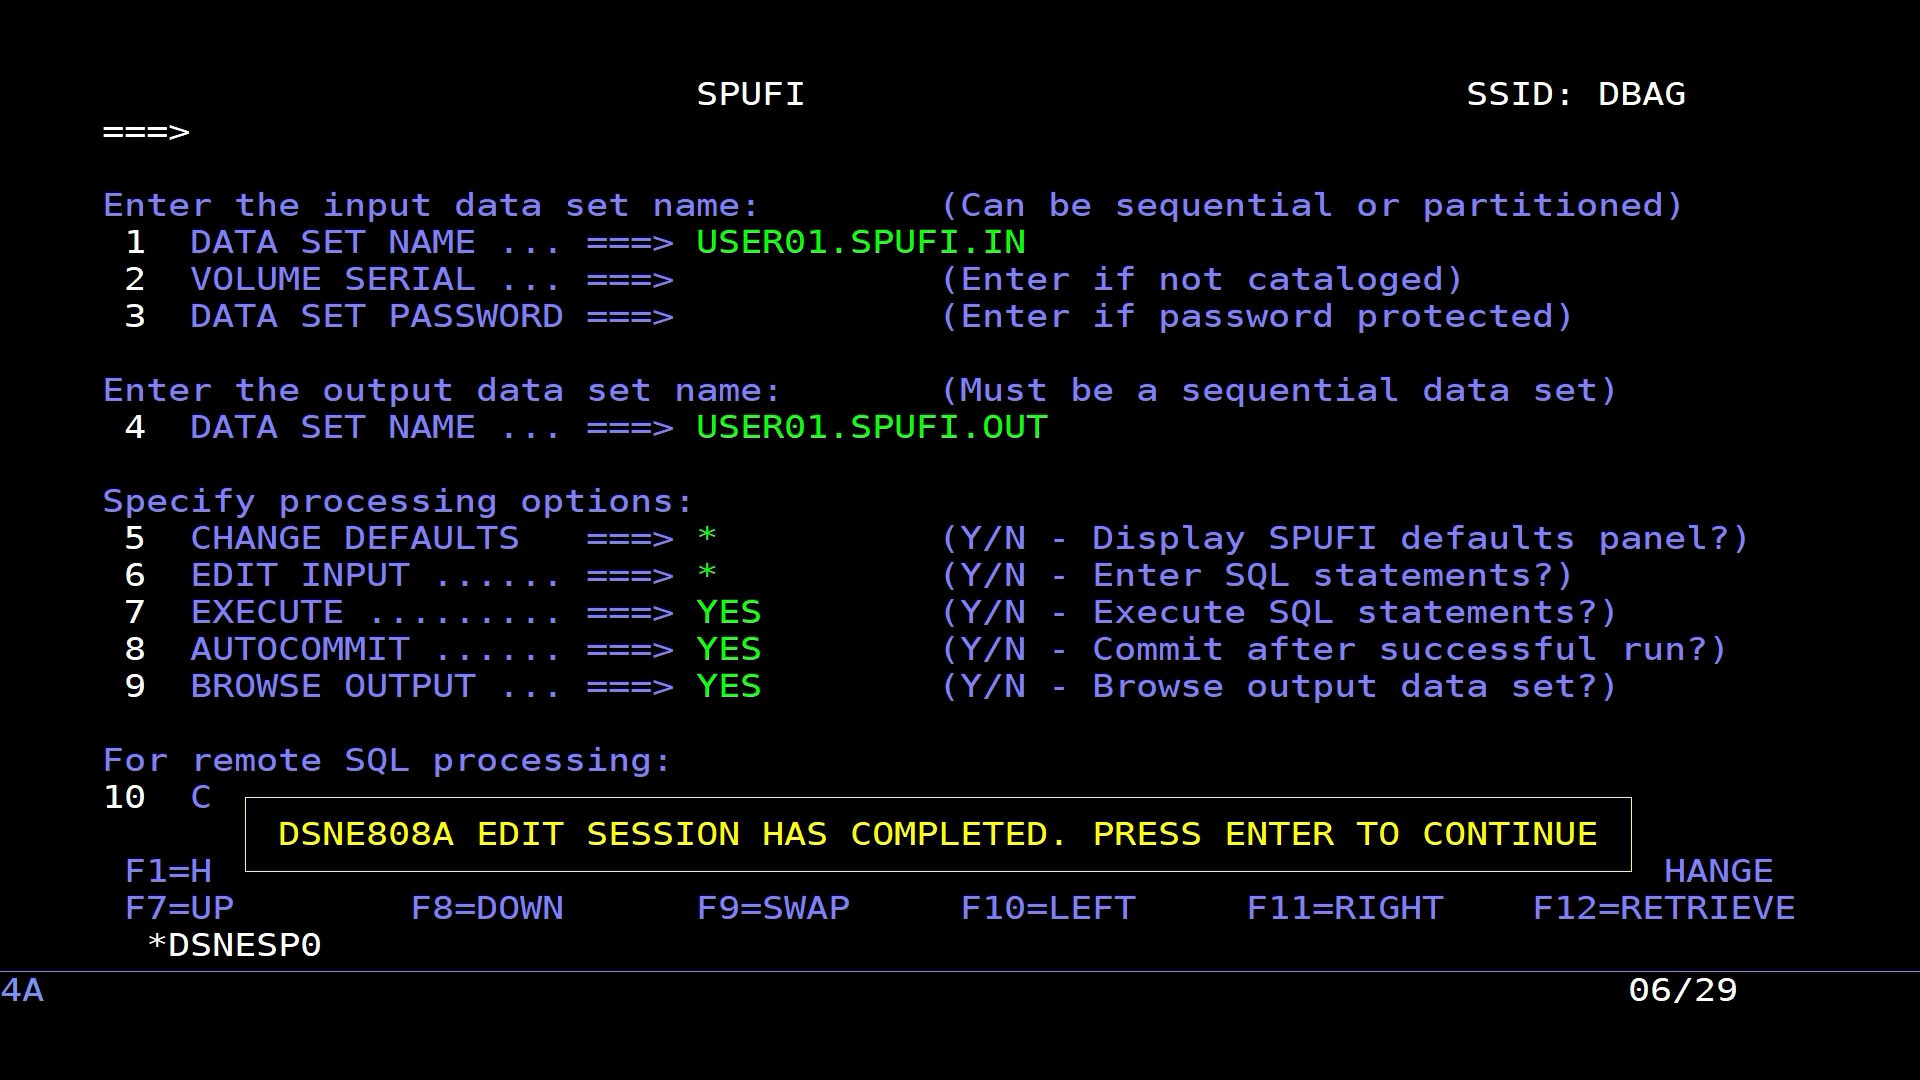 SPUFI SSID: DBAG
===>
Enter the input data set name: (Can be sequential or partitioned)
1 DATA SET NAME ... ===> USER01.SPUFI.IN
2 VOLUME SERIAL ... ===> (Enter if not cataloged)
3 DATA SET PASSWORD ===> (Enter if password protected)
Enter the output data set name: (Must be a sequential data set)
4 DATA SET NAME ... ===> USER01.SPUFI.OUT
Specify processing options:
5 CHANGE DEFAULTS ===> * (Y/N - Display SPUFI defaults panel?)
6 EDIT INPUT ...... ===> * (Y/N - Enter SQL statements?)
7 EXECUTE ......... ===> YES (Y/N - Execute SQL statements?)
8 AUTOCOMMIT ...... ===> YES (Y/N - Commit after successful run?)
9 BROWSE OUTPUT ... ===> YES (Y/N - Browse output data set?)
For remote SQL processing:
10 C
DSNE808A EDIT SESSION HAS COMPLETED. PRESS ENTER TO CONTINUE
F1=H HANGE
F7=UP F8=DOWN F9=SWAP F10=LEFT F11=RIGHT F12=RETRIEVE
*DSNESP0
4A 06/29